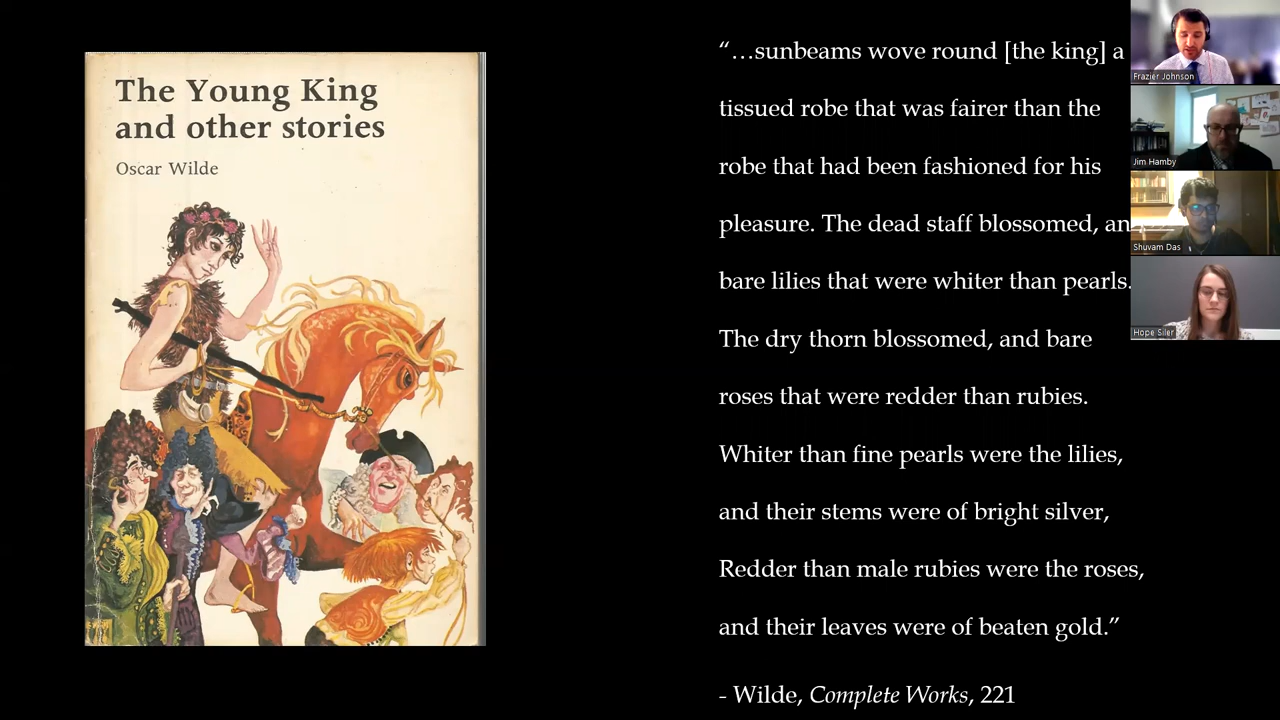 The Young King
and other stories
Oscar Wilde
“…sunbeams wove round [the king] a
tissued robe that was fairer than the
robe that had been fashioned for his
pleasure. The dead staff blossomed, an
bare lilies that were whiter than pearls.
The dry thorn blossomed, and bare
roses that were redder than rubies.
Whiter than fine pearls were the lilies,
and their stems were of bright silver,
Redder than male rubies were the roses,
and their leaves were of beaten gold.”
- Wilde, Complete Works, 221
Frazier Johnson
Jim Hamby
Shuvam Das
Hope Siler